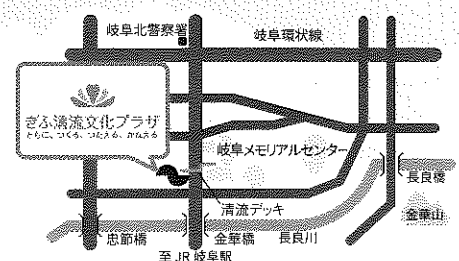 岐阜北警察署
岐阜環状線
ぎふ清流文化プラザ
ともに、つくる、つたえる、かなえる
岐阜メモリアルセンター
長良橋
清流デッキ
金華山
忠節橋
金華橋
長良川
至 JR 岐阜駅